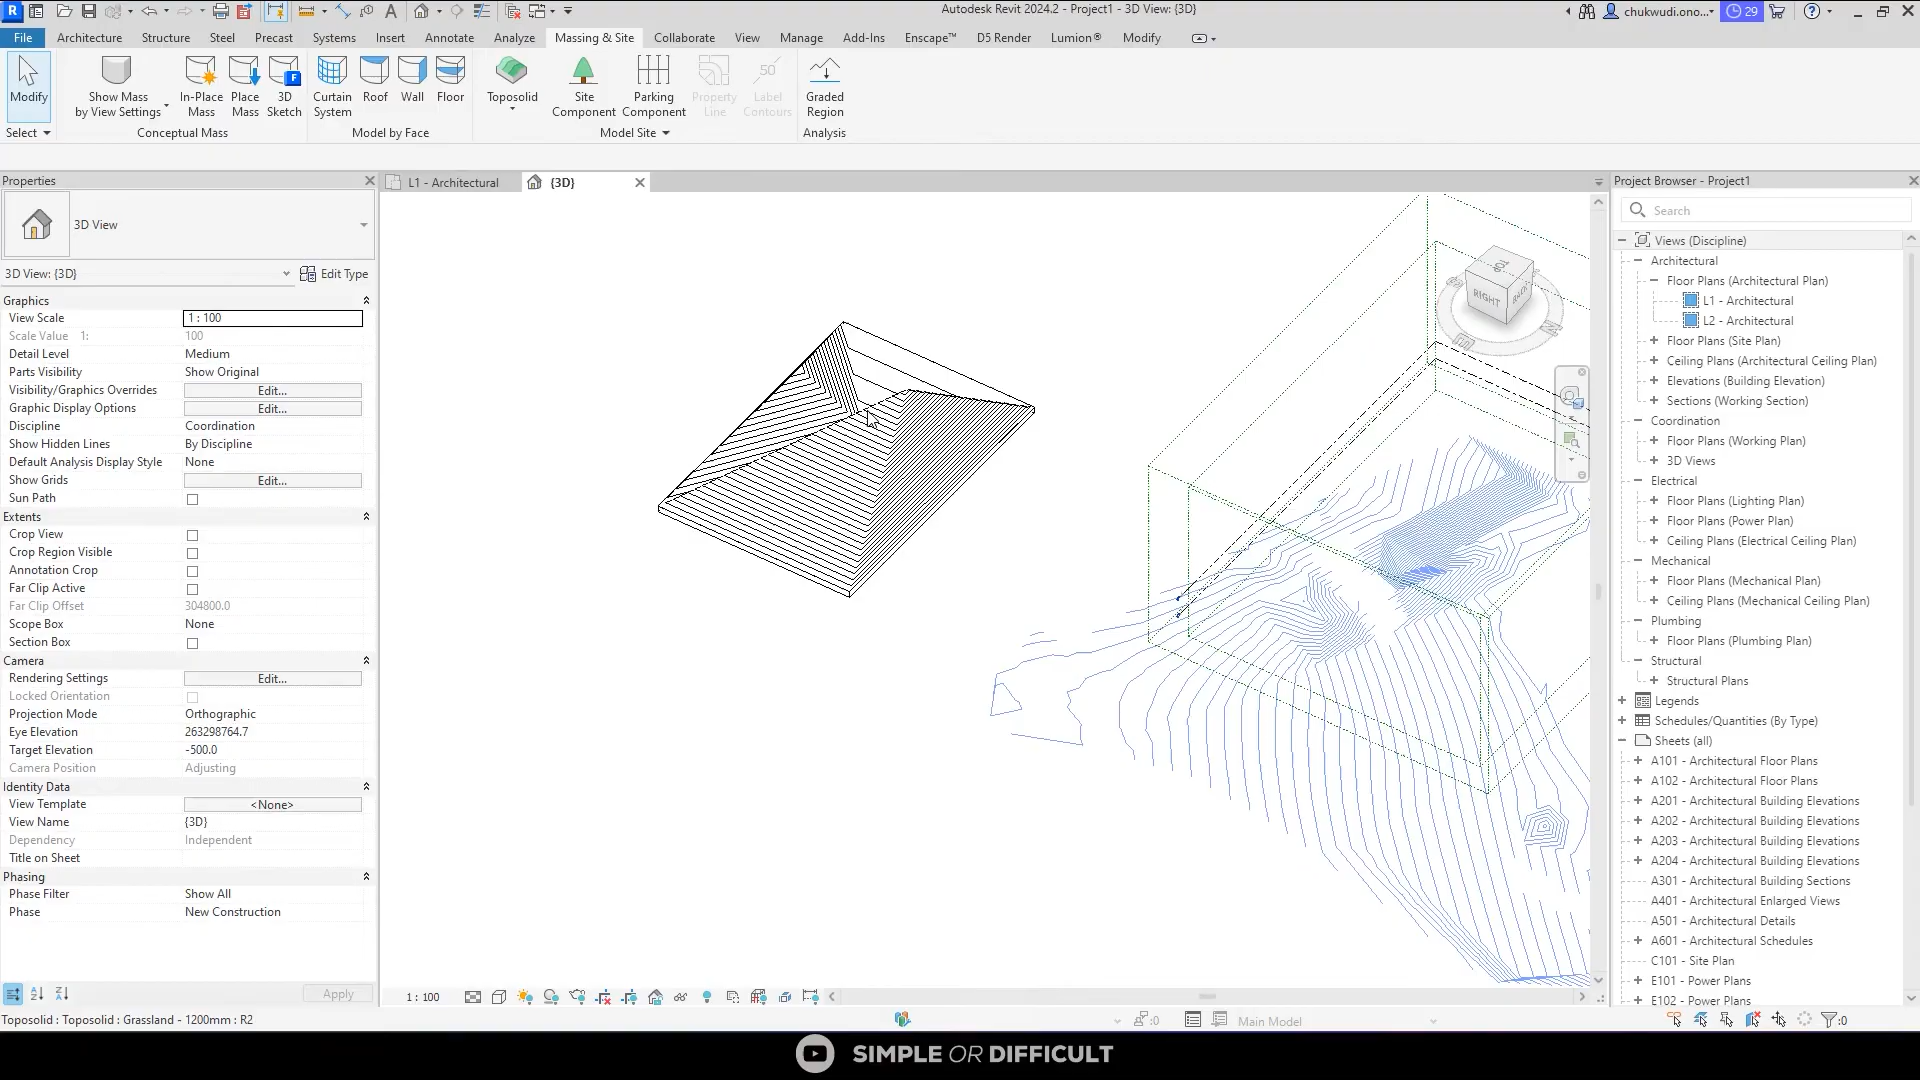 Autodesk Revit 2024.2 - Project1 - 3D View: {3D}
chukwudi.ono...
29
File Architecture Structure Steel Precast Systems Insert Annotate Analyze Massing & Site Collaborate View Manage Add-Ins Enscape™ D5 Render Lumion® Modify
Modify
Show Mass
by View Settings
In-Place
Mass
Place
Mass
3D
Sketch
Curtain
System
Roof
Wall
Floor
Toposolid
Site
Component
Parking
Component
Property
Line
Label
Contours
Graded
Region
Select
Conceptual Mass
Model by Face
Model Site
Analysis
Properties
L1 - Architectural
{3D}
Project Browser - Project1
3D View
3D View: {3D}
Edit Type
Graphics
View Scale 1 : 100
Scale Value 1: 100
Detail Level Medium
Parts Visibility Show Original
Visibility/Graphics Overrides Edit...
Graphic Display Options Edit...
Discipline Coordination
Show Hidden Lines By Discipline
Default Analysis Display Style None
Show Grids Edit...
Sun Path
Extents
Crop View
Crop Region Visible
Annotation Crop
Far Clip Active
Far Clip Offset 304800.0
Scope Box None
Section Box
Camera
Rendering Settings Edit...
Locked Orientation
Projection Mode Orthographic
Eye Elevation 263298764.7
Target Elevation -500.0
Camera Position Adjusting
Identity Data
View Template <None>
View Name {3D}
Dependency Independent
Title on Sheet
Phasing
Phase Filter Show All
Phase New Construction
Apply
TOP
RIGHT
BACK
Search
Views (Discipline)
Architectural
Floor Plans (Architectural Plan)
L1 - Architectural
L2 - Architectural
Floor Plans (Site Plan)
Ceiling Plans (Architectural Ceiling Plan)
Elevations (Building Elevation)
Sections (Working Section)
Coordination
Floor Plans (Working Plan)
3D Views
Electrical
Floor Plans (Lighting Plan)
Floor Plans (Power Plan)
Ceiling Plans (Electrical Ceiling Plan)
Mechanical
Floor Plans (Mechanical Plan)
Ceiling Plans (Mechanical Ceiling Plan)
Plumbing
Floor Plans (Plumbing Plan)
Structural
Structural Plans
Legends
Schedules/Quantities (By Type)
Sheets (all)
A101 - Architectural Floor Plans
A102 - Architectural Floor Plans
A201 - Architectural Building Elevations
A202 - Architectural Building Elevations
A203 - Architectural Building Elevations
A204 - Architectural Building Elevations
A301 - Architectural Building Sections
A401 - Architectural Enlarged Views
A501 - Architectural Details
A601 - Architectural Schedules
C101 - Site Plan
E101 - Power Plans
E102 - Power Plans
1 : 100
Toposolid : Toposolid : Grassland - 1200mm : R2
:0
Main Model
:0
SIMPLE OR DIFFICULT